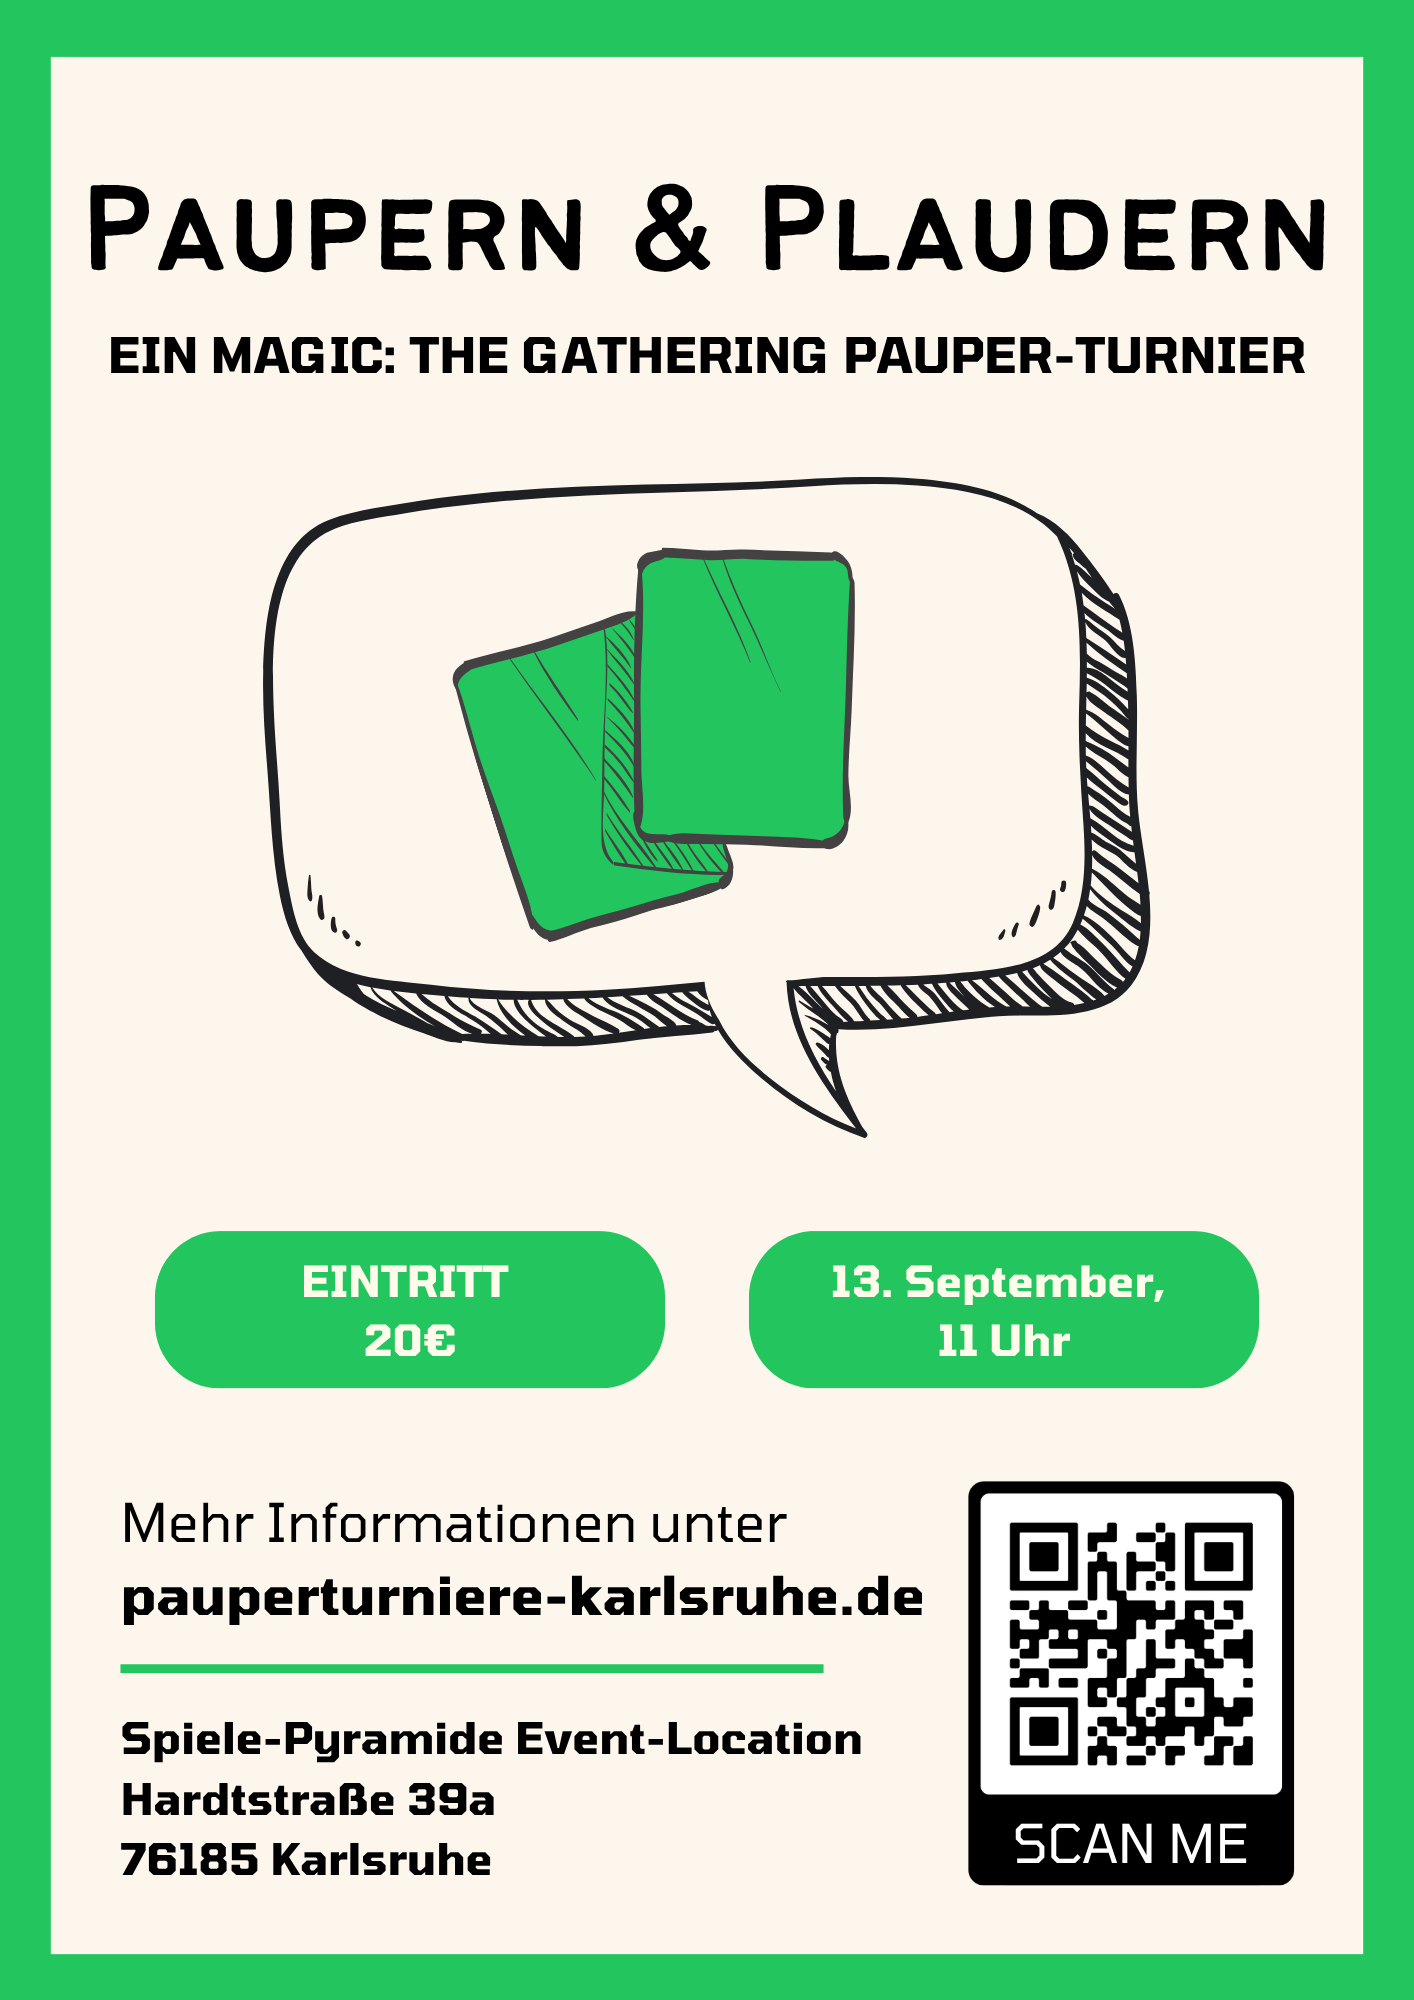 PAUPERN & PLAUDERN
EIN MAGIC: THE GATHERING PAUPER-TURNIER
EINTRITT
20€
13. September,
11 Uhr
Mehr Informationen unter
pauperturniere-karlsruhe.de
Spiele-Pyramide Event-Location
Hardtstraße 39a
76185 Karlsruhe
SCAN ME